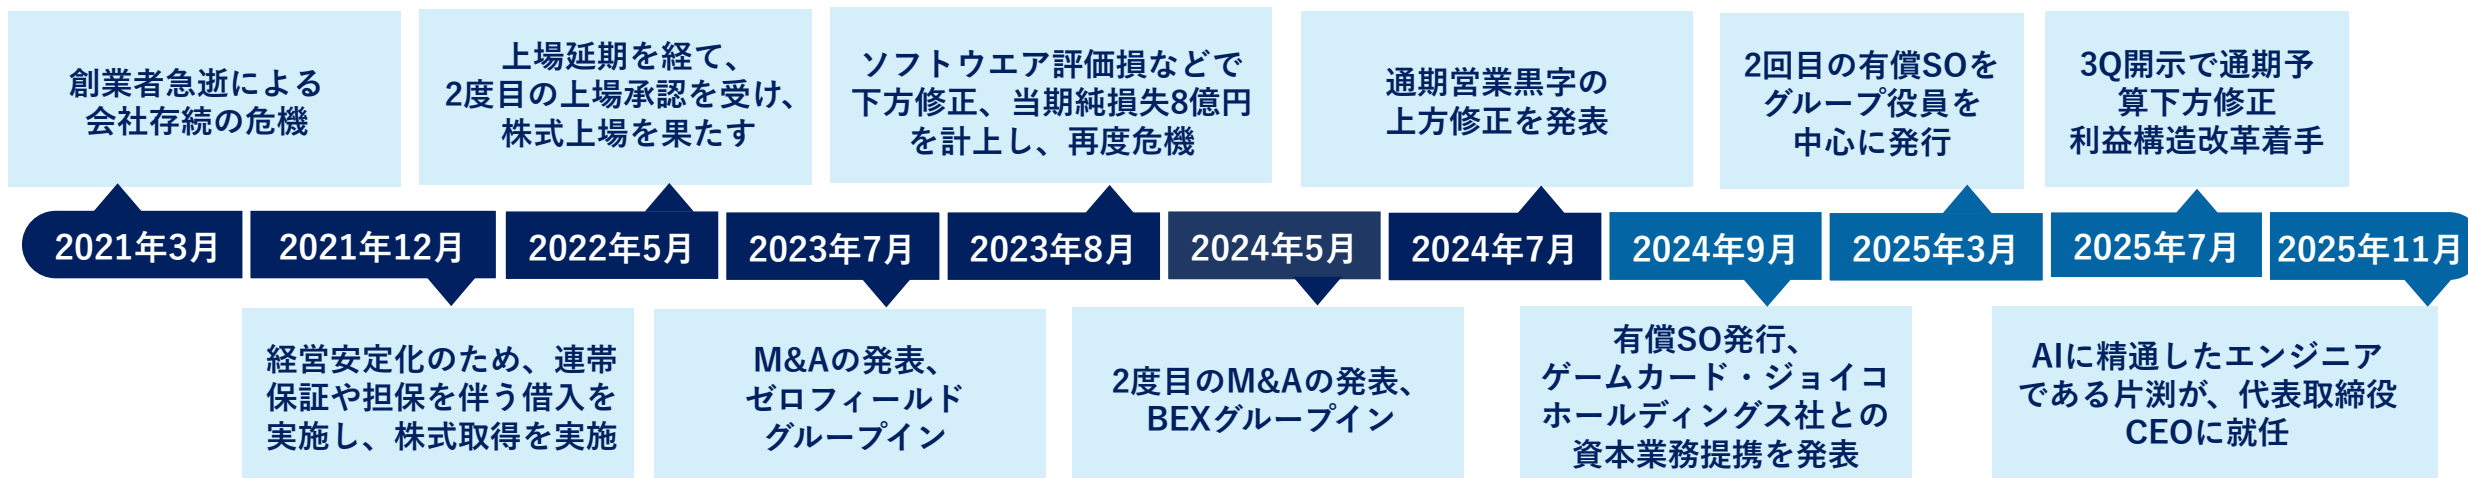 創業者急逝による
会社存続の危機
上場延期を経て、
2度目の上場承認を受け、
株式上場を果たす
ソフトウエア評価損などで
下方修正、当期純損失8億円
を計上し、再度危機
通期営業黒字の
上方修正を発表
2回目の有償SOを
グループ役員を
中心に発行
3Q開示で通期予
算下方修正
利益構造改革着手
2021年3月
2021年12月
2022年5月
2023年7月
2023年8月
2024年5月
2024年7月
2024年9月
2025年3月
2025年7月
2025年11月
経営安定化のため、連帯
保証や担保を伴う借入を
実施し、株式取得を実施
M&Aの発表、
ゼロフィールド
グループイン
2度目のM&Aの発表、
BEXグループイン
有償SO発行、
ゲームカード・ジョイコ
ホールディングス社との
資本業務提携を発表
AIに精通したエンジニア
である片渕が、代表取締役
CEOに就任